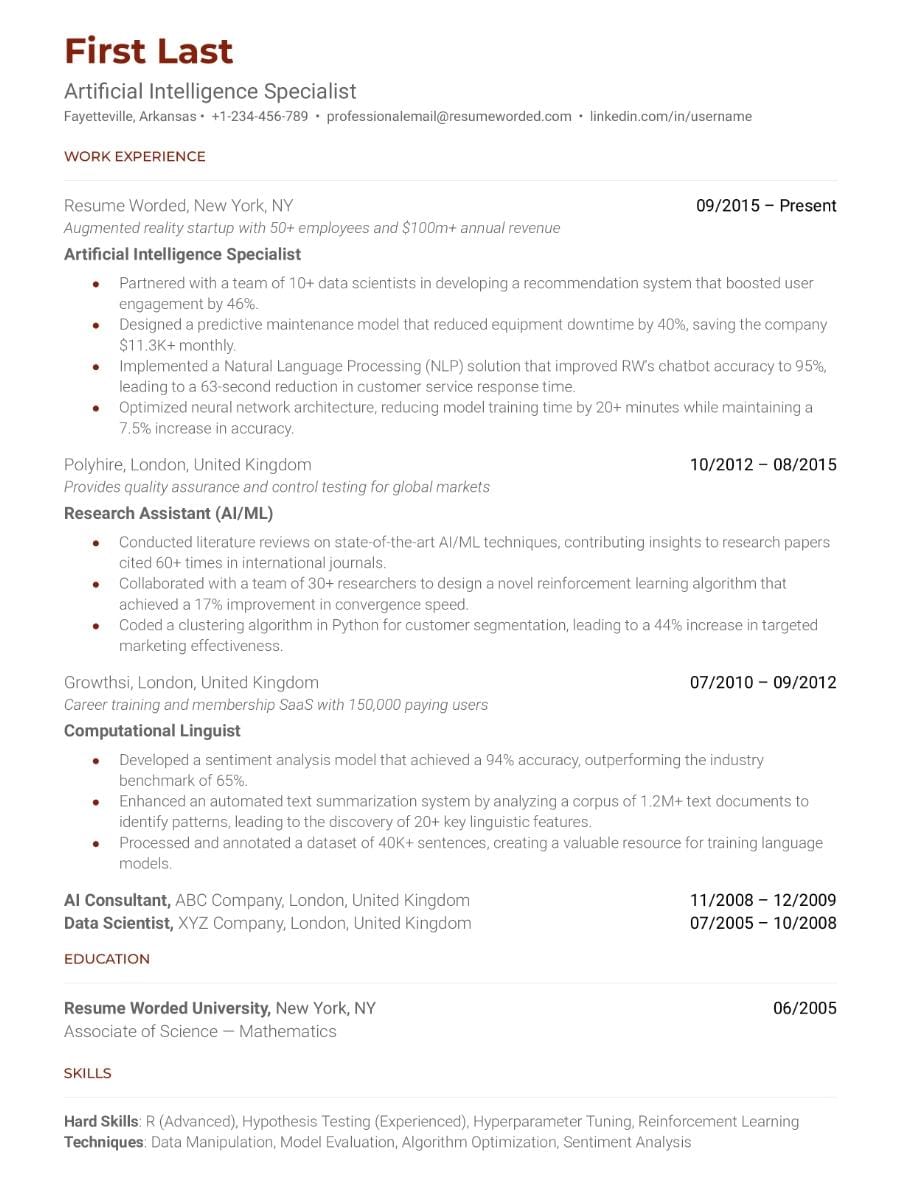 First Last
Artificial Intelligence Specialist
Fayetteville, Arkansas • +1-234-456-789 • professionalemail@resumeworded.com • linkedin.com/in/username
WORK EXPERIENCE
Resume Worded, New York, NY 09/2015 – Present
Augmented reality startup with 50+ employees and $100m+ annual revenue
Artificial Intelligence Specialist
• Partnered with a team of 10+ data scientists in developing a recommendation system that boosted user
engagement by 46%.
• Designed a predictive maintenance model that reduced equipment downtime by 40%, saving the company
$11.3K+ monthly.
• Implemented a Natural Language Processing (NLP) solution that improved RW's chatbot accuracy to 95%,
leading to a 63-second reduction in customer service response time.
• Optimized neural network architecture, reducing model training time by 20+ minutes while maintaining a
7.5% increase in accuracy.
Polyhire, London, United Kingdom 10/2012 – 08/2015
Provides quality assurance and control testing for global markets
Research Assistant (AI/ML)
• Conducted literature reviews on state-of-the-art AI/ML techniques, contributing insights to research papers
cited 60+ times in international journals.
• Collaborated with a team of 30+ researchers to design a novel reinforcement learning algorithm that
achieved a 17% improvement in convergence speed.
• Coded a clustering algorithm in Python for customer segmentation, leading to a 44% increase in targeted
marketing effectiveness.
Growthsi, London, United Kingdom 07/2010 – 09/2012
Career training and membership SaaS with 150,000 paying users
Computational Linguist
• Developed a sentiment analysis model that achieved a 94% accuracy, outperforming the industry
benchmark of 65%.
• Enhanced an automated text summarization system by analyzing a corpus of 1.2M+ text documents to
identify patterns, leading to the discovery of 20+ key linguistic features.
• Processed and annotated a dataset of 40K+ sentences, creating a valuable resource for training language
models.
AI Consultant, ABC Company, London, United Kingdom 11/2008 – 12/2009
Data Scientist, XYZ Company, London, United Kingdom 07/2005 – 10/2008
EDUCATION
Resume Worded University, New York, NY 06/2005
Associate of Science — Mathematics
SKILLS
Hard Skills: R (Advanced), Hypothesis Testing (Experienced), Hyperparameter Tuning, Reinforcement Learning
Techniques: Data Manipulation, Model Evaluation, Algorithm Optimization, Sentiment Analysis